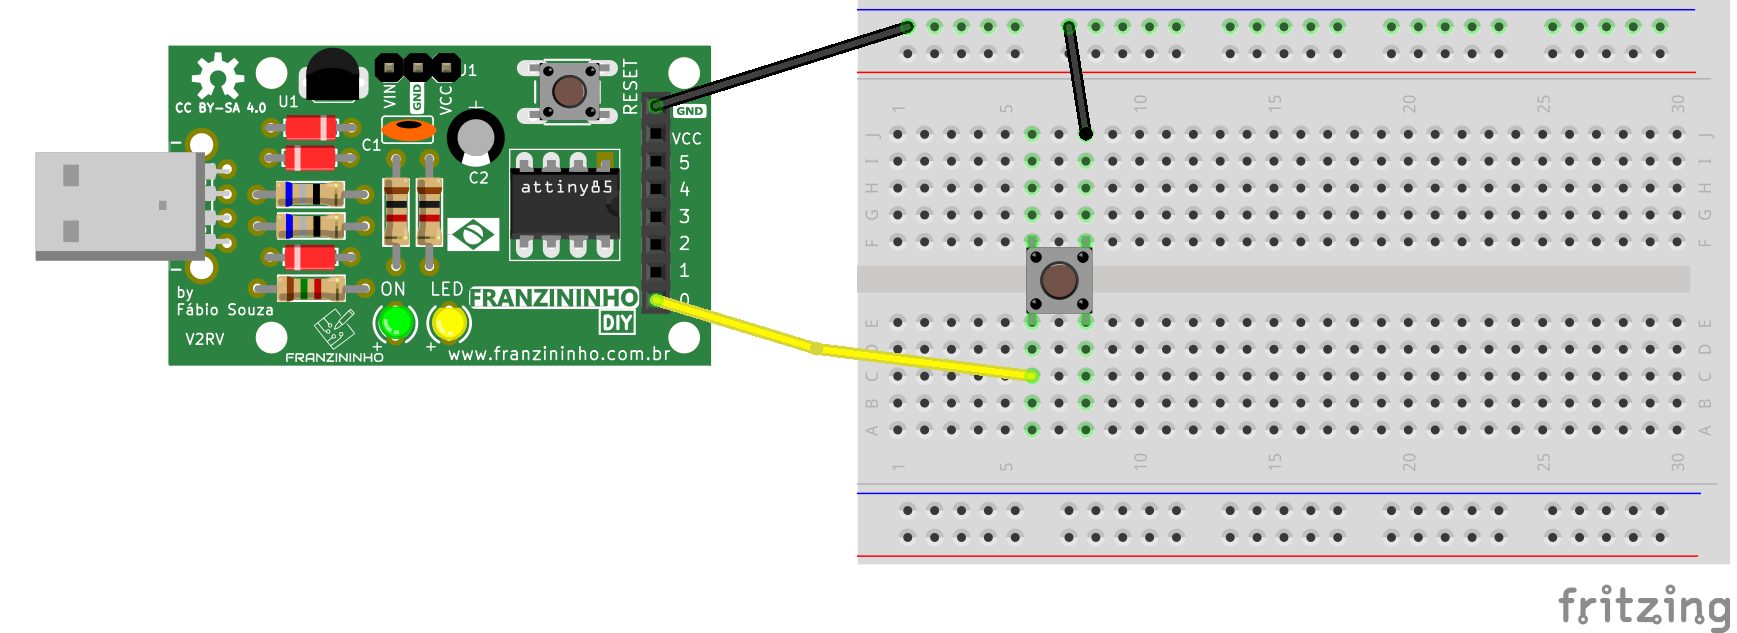 CC BY-SA 4.0
U1
VIN
GND
VCC
J1
RESET
GND
VCC
5
4
3
2
1
0
C1
C2
attiny85
by
Fábio Souza
V2RV
ON
LED
FRANZININHO
DIY
FRANZININHO
www.franzininho.com.br
1 5 10 15 20 25 30
J J
I I
H H
G G
F F
E E
D D
C C
B B
A A
1 5 10 15 20 25 30
fritzing